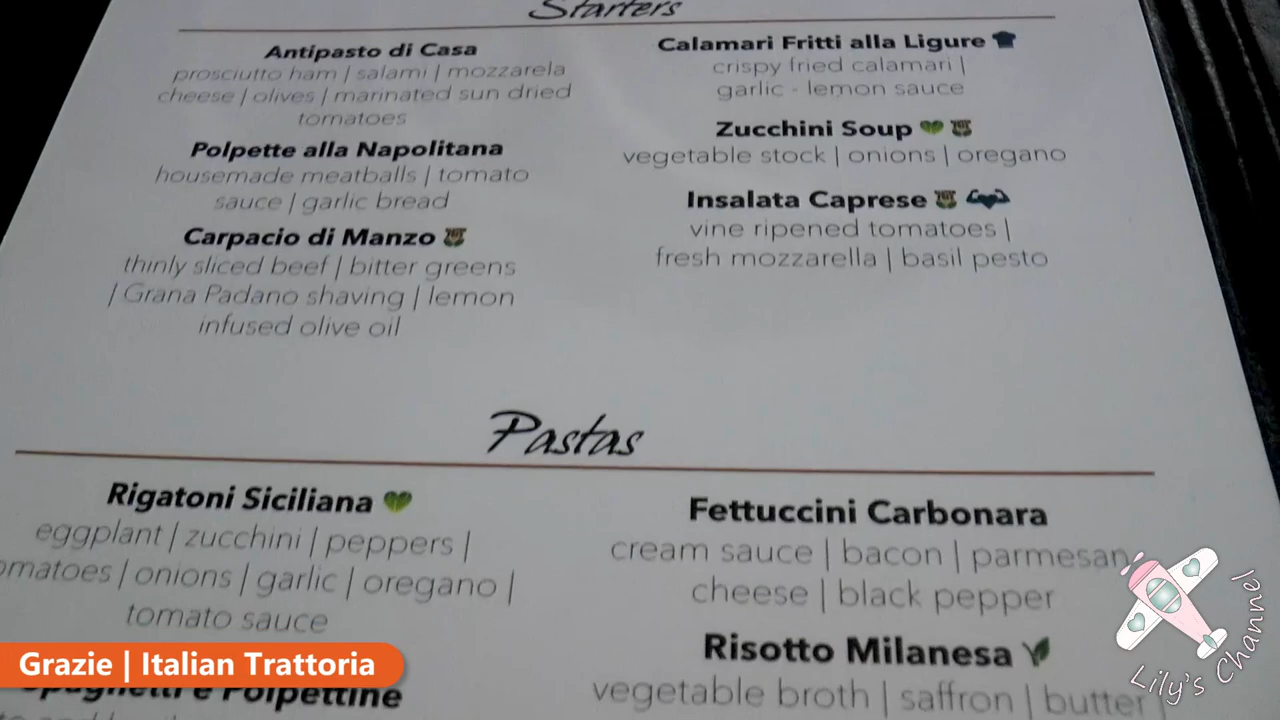 Starters
Antipasto di Casa
prosciutto ham | salami | mozzarela
cheese | olives | marinated sun dried
tomatoes
Polpette alla Napolitana
housemade meatballs | tomato
sauce | garlic bread
Carpacio di Manzo
thinly sliced beef | bitter greens
| Grana Padano shaving | lemon
infused olive oil
Calamari Fritti alla Ligure
crispy fried calamari |
garlic - lemon sauce
Zucchini Soup
vegetable stock | onions | oregano
Insalata Caprese
vine ripened tomatoes |
fresh mozzarella | basil pesto
Pastas
Rigatoni Siciliana
eggplant | zucchini | peppers |
omatoes | onions | garlic | oregano |
tomato sauce
Spaghetti e Polpettine
Fettuccini Carbonara
cream sauce | bacon | parmesan
cheese | black pepper
Risotto Milanesa
vegetable broth | saffron | butter |
Grazie | Italian Trattoria
Lily's Channel